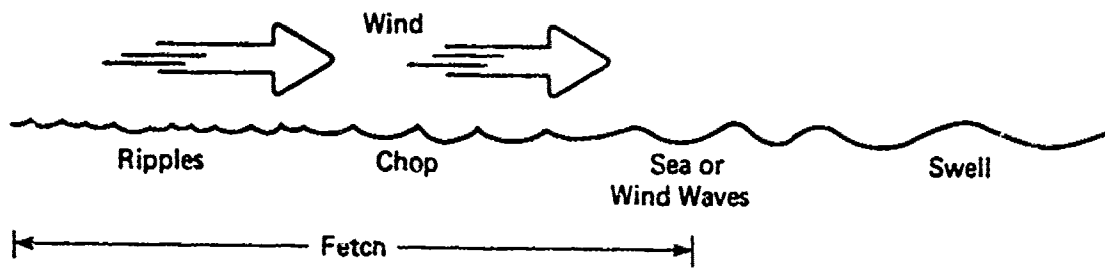 Wind
Ripples
Chop
Sea or
Wind Waves
Swell
Fetch